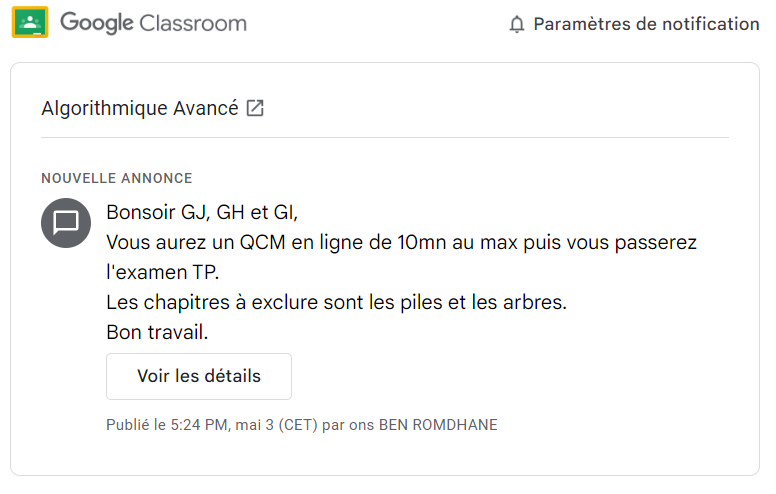 Google Classroom
Paramètres de notification
Algorithmique Avancé
NOUVELLE ANNONCE
Bonsoir GJ, GH et GI,
Vous aurez un QCM en ligne de 10mn au max puis vous passerez
l'examen TP.
Les chapitres à exclure sont les piles et les arbres.
Bon travail.
Voir les détails
Publié le 5:24 PM, mai 3 (CET) par ons BEN ROMDHANE